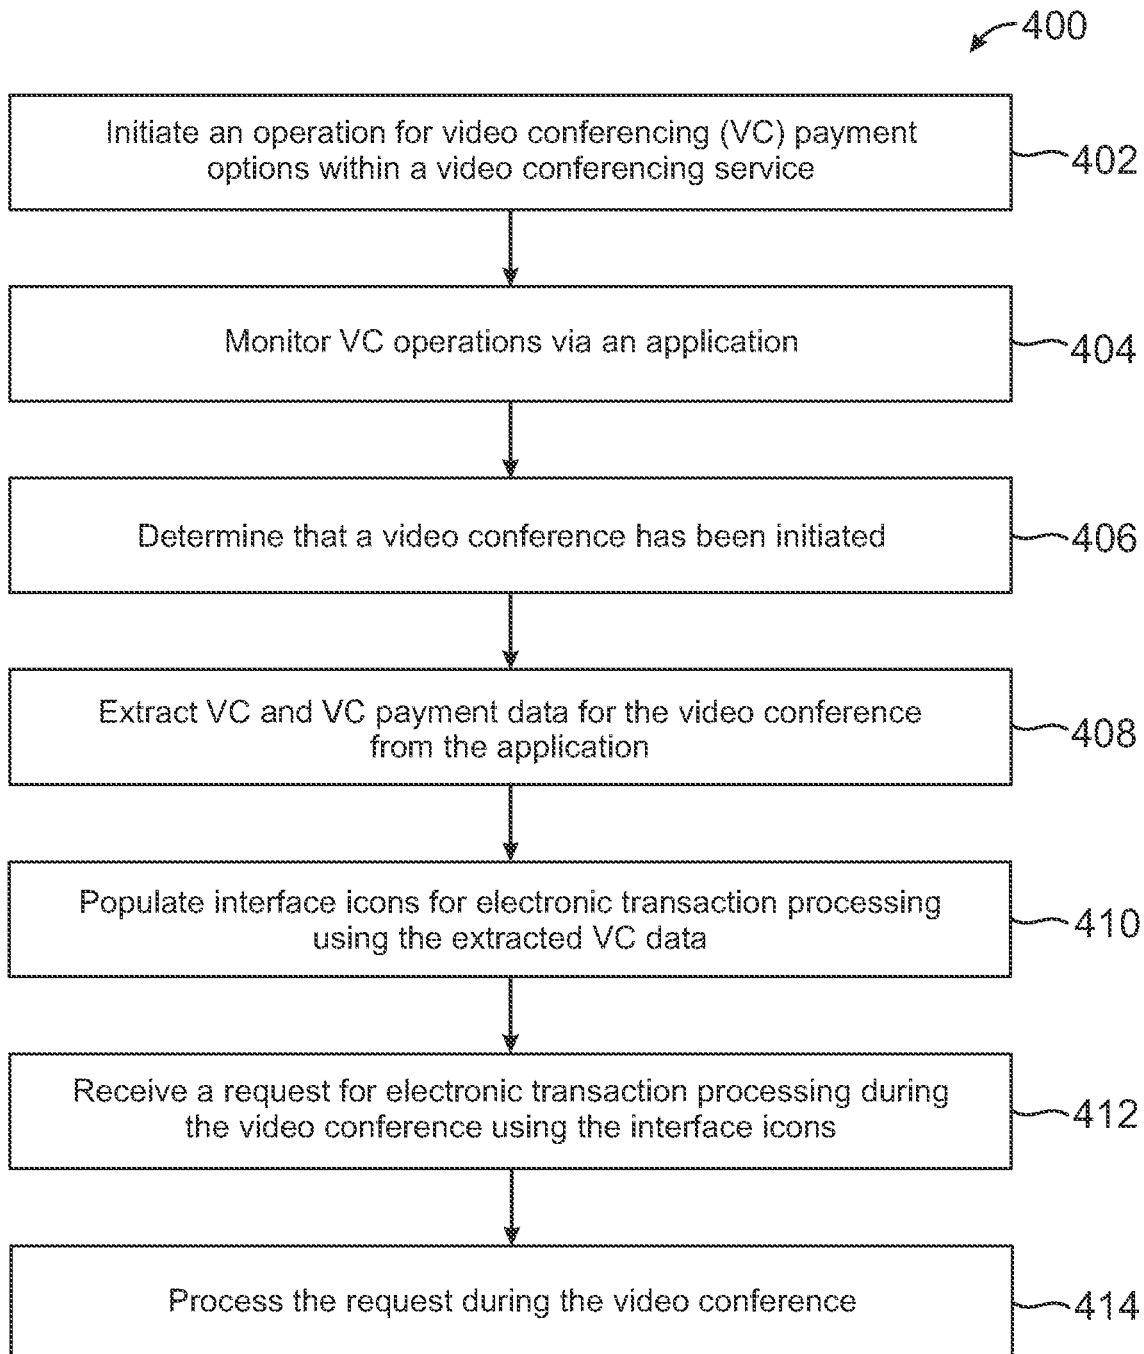 400
Initiate an operation for video conferencing (VC) payment
options within a video conferencing service
402
Monitor VC operations via an application
404
Determine that a video conference has been initiated
406
Extract VC and VC payment data for the video conference
from the application
408
Populate interface icons for electronic transaction processing
using the extracted VC data
410
Receive a request for electronic transaction processing during
the video conference using the interface icons
412
Process the request during the video conference
414